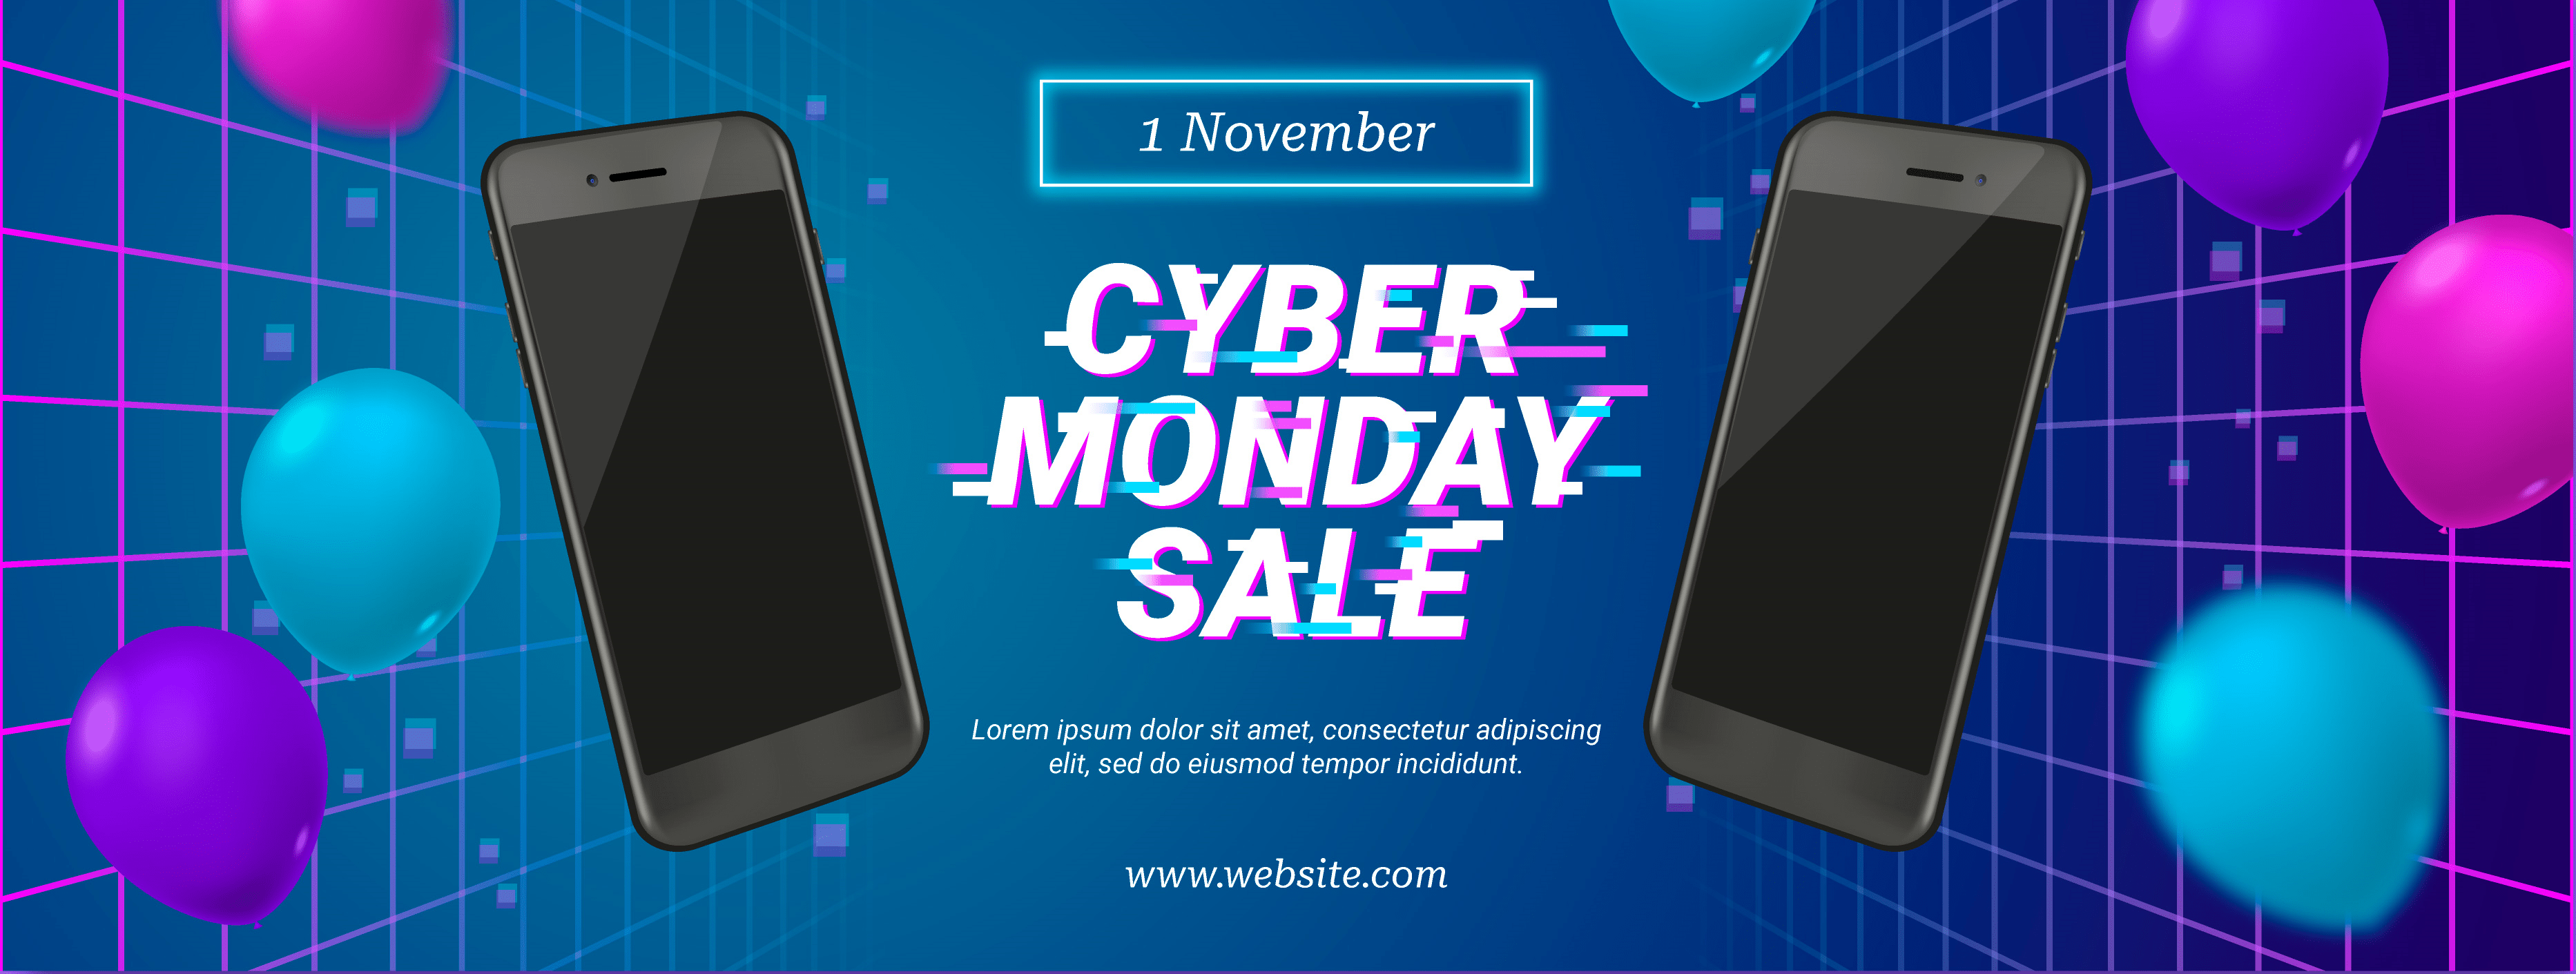 1 November
CYBER
MONDAY
SALE
Lorem ipsum dolor sit amet, consectetur adipiscing
elit, sed do eiusmod tempor incididunt.
www.website.com